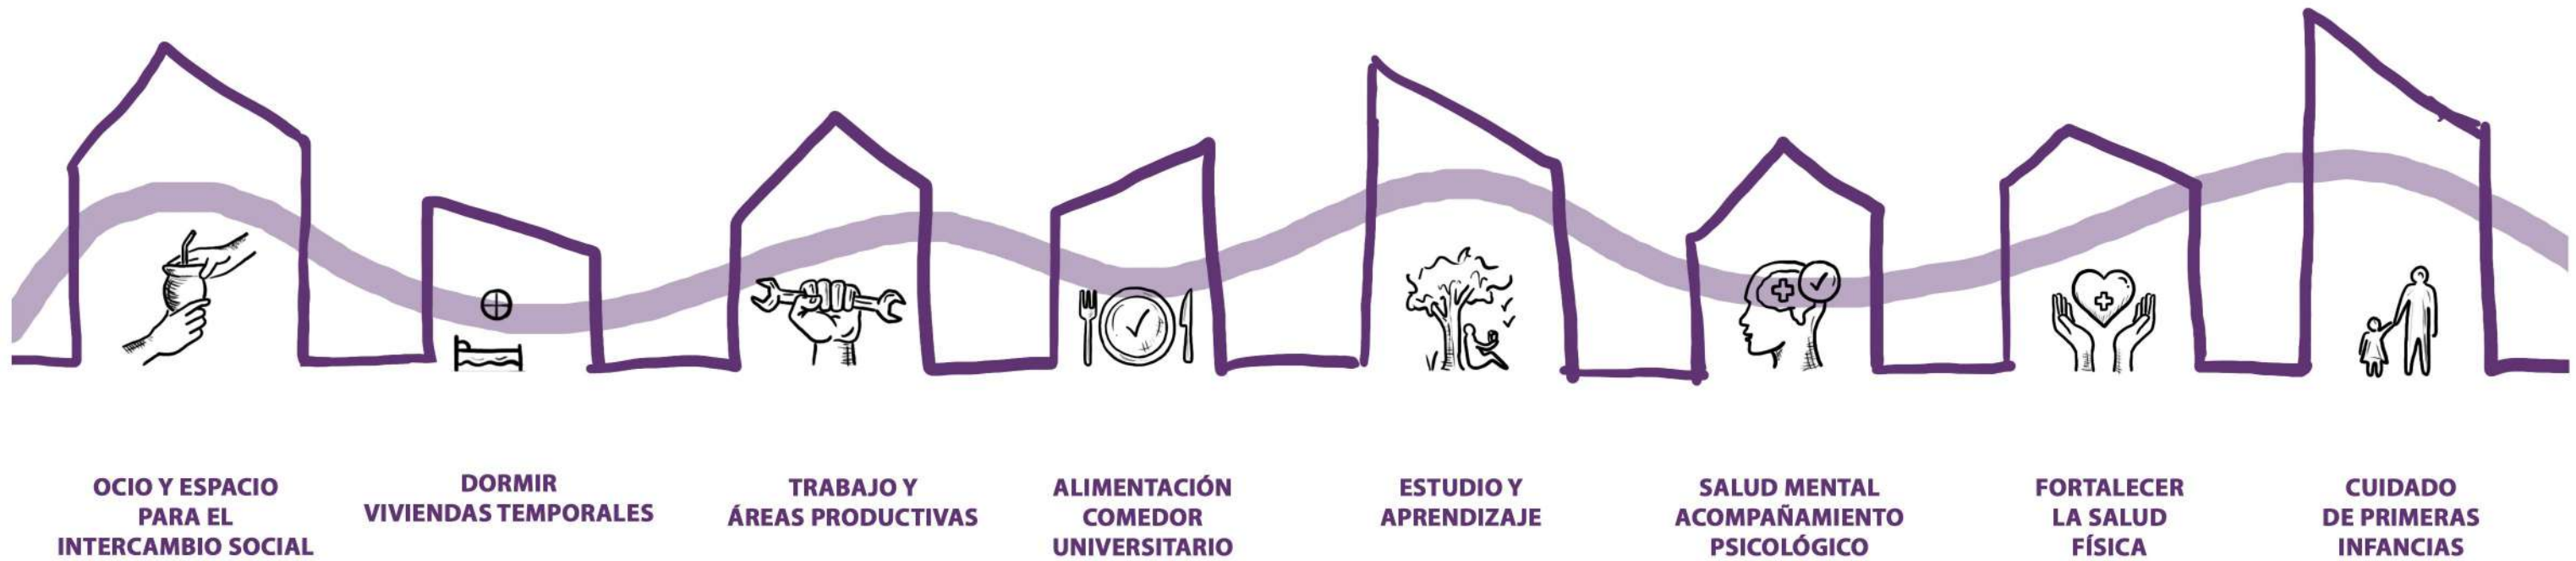 OCIO Y ESPACIO
PARA EL
INTERCAMBIO SOCIAL
DORMIR
VIVIENDAS TEMPORALES
TRABAJO Y
ÁREAS PRODUCTIVAS
ALIMENTACIÓN
COMEDOR
UNIVERSITARIO
ESTUDIO Y
APRENDIZAJE
SALUD MENTAL
ACOMPAÑAMIENTO
PSICOLÓGICO
FORTALECER
LA SALUD
FÍSICA
CUIDADO
DE PRIMERAS
INFANCIAS